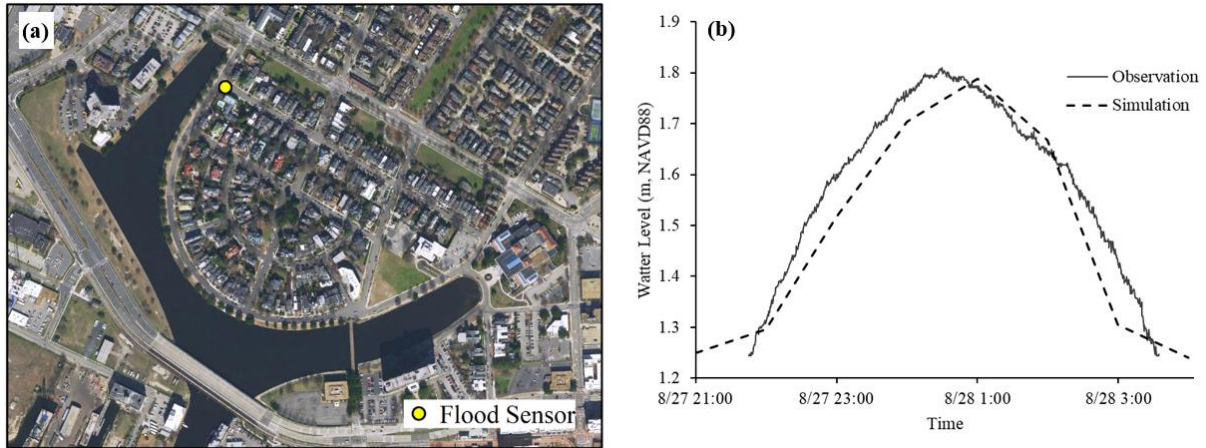 (a)
Flood Sensor
(b)
1.9
1.8
1.7
1.6
1.5
1.4
1.3
1.2
Watter Level (m, NAVD88)
Observation
Simulation
8/27 21:00
8/27 23:00
8/28 1:00
8/28 3:00
Time